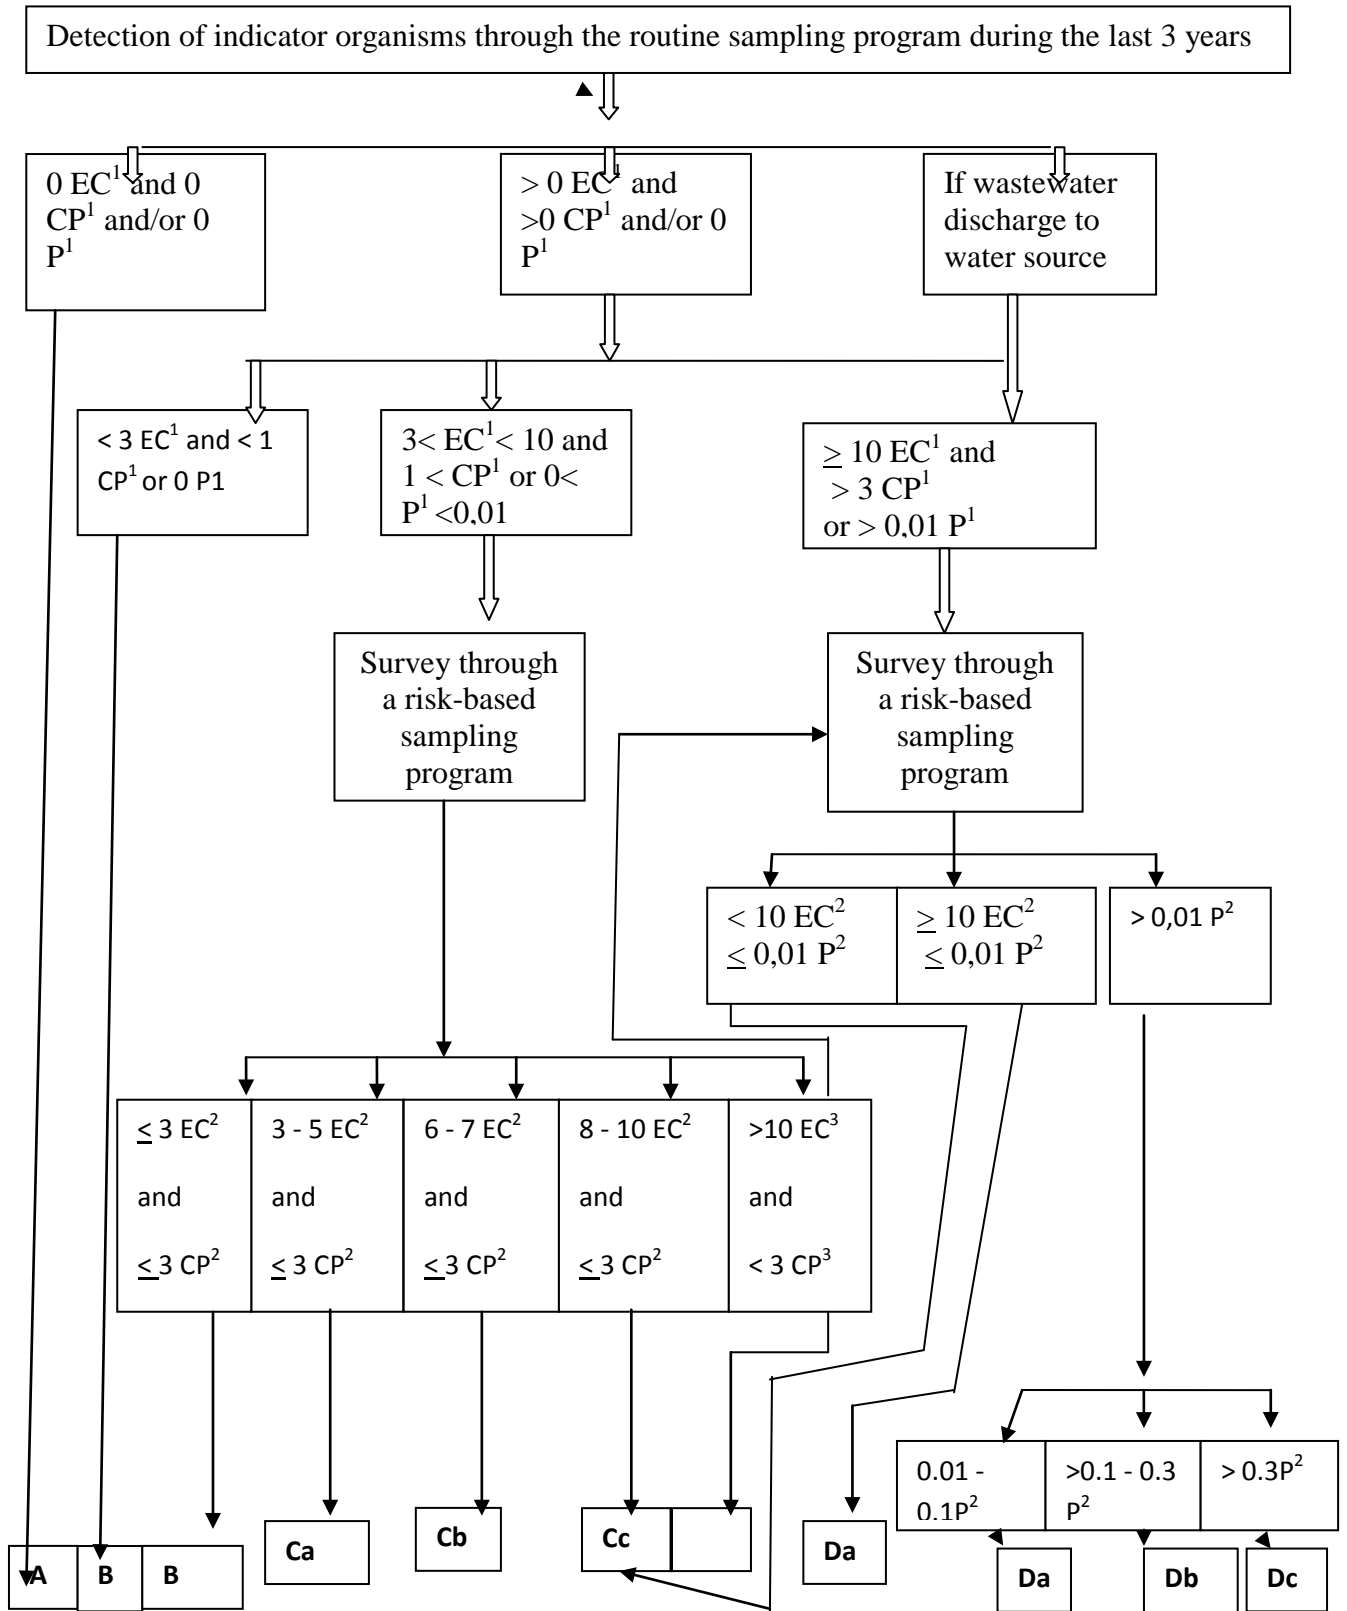 Detection of indicator organisms through the routine sampling program during the last 3 years
0 EC¹ and 0
CP¹ and/or 0
P¹
> 0 EC¹ and
>0 CP¹ and/or 0
P¹
If wastewater
discharge to
water source
< 3 EC¹ and < 1
CP¹ or 0 P1
3< EC¹< 10 and
1 < CP¹ or 0<
P¹ <0,01
≥ 10 EC¹ and
> 3 CP¹
or > 0,01 P¹
Survey through
a risk-based
sampling
program
Survey through
a risk-based
sampling
program
< 10 EC²
≤ 0,01 P²
≥ 10 EC²
≤ 0,01 P²
> 0,01 P²
≤ 3 EC²
and
≤ 3 CP²
3 - 5 EC²
and
≤ 3 CP²
6 - 7 EC²
and
≤ 3 CP²
8 - 10 EC²
and
≤ 3 CP²
>10 EC³
and
< 3 CP³
0.01 -
0.1P²
>0.1 - 0.3
P²
> 0.3P²
A
B
B
Ca
Cb
Cc
Da
Da
Db
Dc